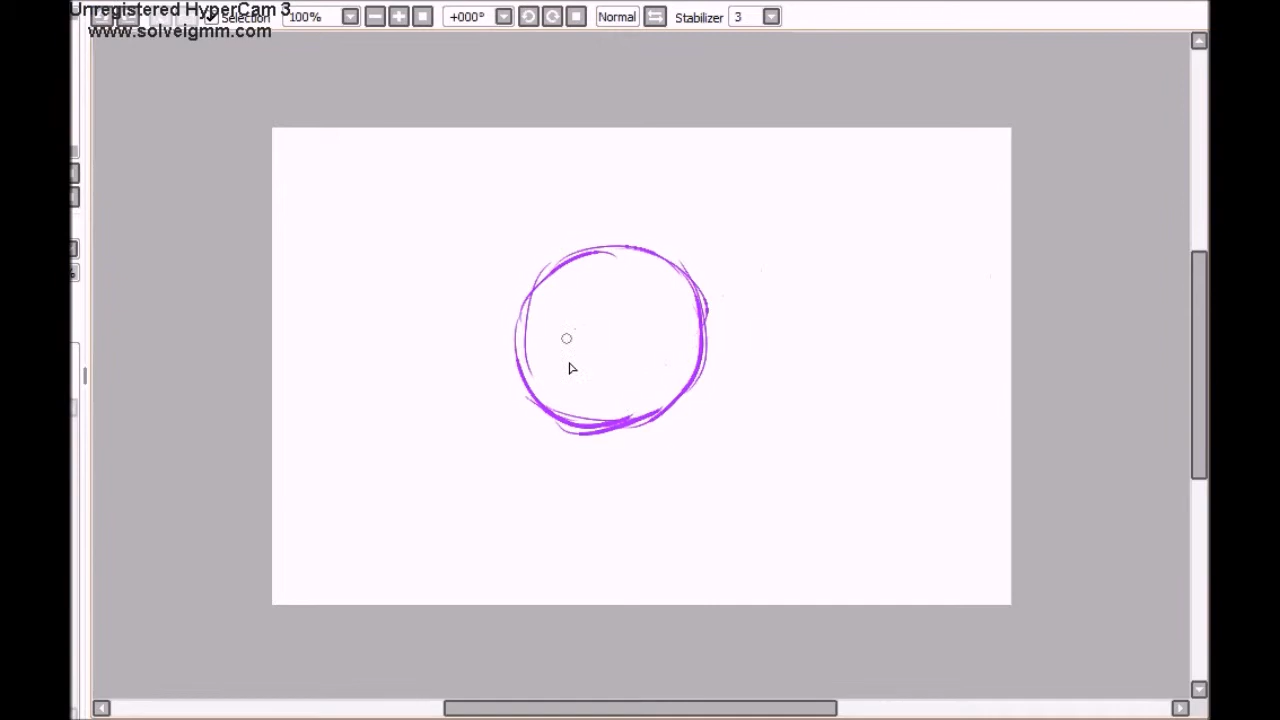 Unregistered HyperCam 3
www.solveigmm.com
Selection 100% +000° Normal Stabilizer 3